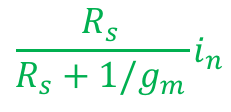 R_s / (R_s + 1/g_m) i_n